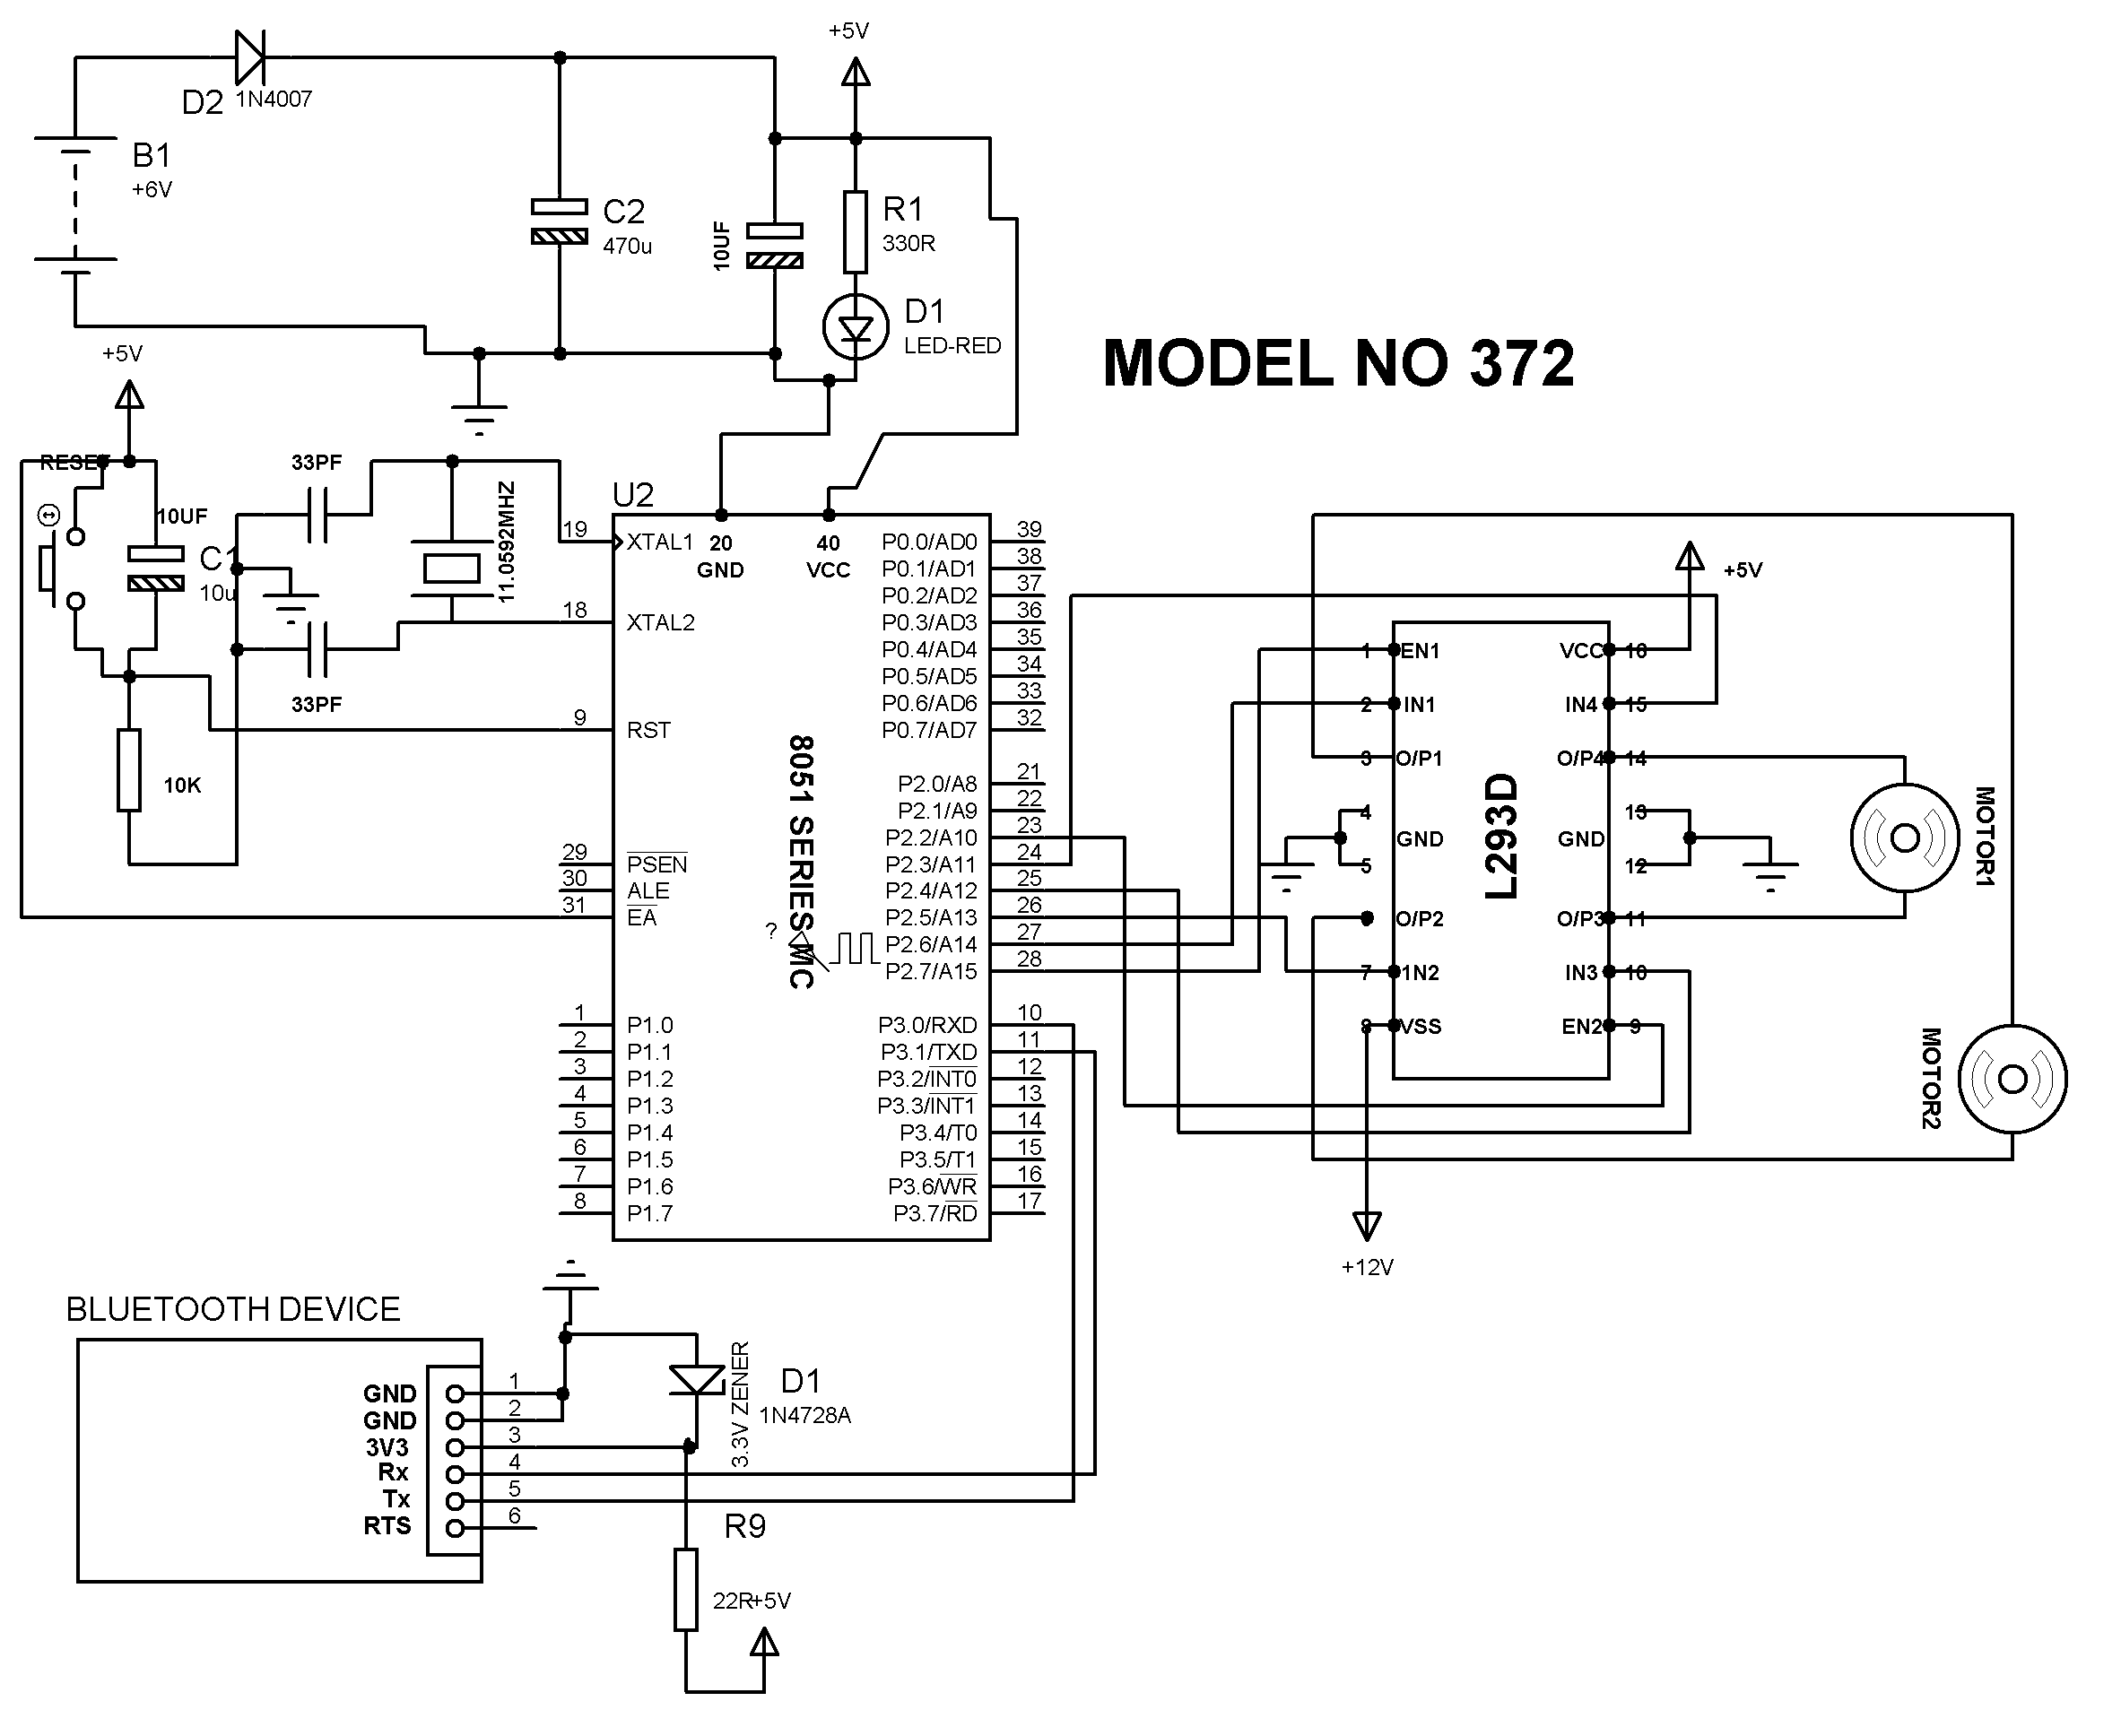 +5V
D2
1N4007
B1
+6V
C2
470u
10UF
R1
330R
D1
LED-RED
MODEL NO 372
+5V
RESET
33PF
10UF
C1
10u
11.0592MHZ
33PF
10K
U2
19
XTAL1
18
XTAL2
9
RST
29
PSEN
30
ALE
31
EA
1
P1.0
2
P1.1
3
P1.2
4
P1.3
5
P1.4
6
P1.5
7
P1.6
8
P1.7
20
GND
40
VCC
8051 SERIES MC
?
P0.0/AD0
39
P0.1/AD1
38
P0.2/AD2
37
P0.3/AD3
36
P0.4/AD4
35
P0.5/AD5
34
P0.6/AD6
33
P0.7/AD7
32
P2.0/A8
21
P2.1/A9
22
P2.2/A10
23
P2.3/A11
24
P2.4/A12
25
P2.5/A13
26
P2.6/A14
27
P2.7/A15
28
P3.0/RXD
10
P3.1/TXD
11
P3.2/INT0
12
P3.3/INT1
13
P3.4/T0
14
P3.5/T1
15
P3.6/WR
16
P3.7/RD
17
+5V
1
EN1
2
IN1
3
O/P1
4
GND
5
O/P2
7
1N2
8
VSS
L293D
VCC
16
IN4
15
O/P4
14
13
GND
12
O/P3
11
IN3
10
EN2
9
MOTOR1
MOTOR2
+12V
BLUETOOTH DEVICE
GND
1
GND
2
3V3
3
Rx
4
Tx
5
RTS
6
3.3V ZENER
D1
1N4728A
R9
22R
+5V